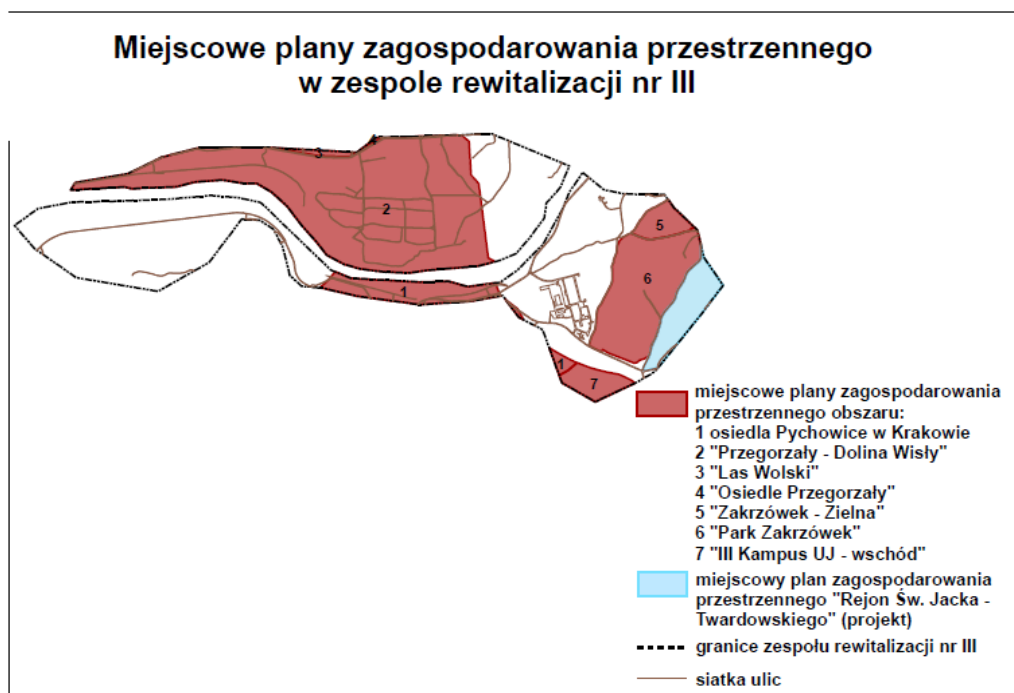 Miejscowe plany zagospodarowania przestrzennego
w zespole rewitalizacji nr III
4
3
2
5
6
1
1
7
miejscowe plany zagospodarowania
przestrzennego obszaru:
1 osiedla Pychowice w Krakowie
2 "Przegorzały - Dolina Wisły"
3 "Las Wolski"
4 "Osiedle Przegorzały"
5 "Zakrzówek - Zielna"
6 "Park Zakrzówek"
7 "III Kampus UJ - wschód"
miejscowy plan zagospodarowania
przestrzennego "Rejon Św. Jacka -
Twardowskiego" (projekt)
granice zespołu rewitalizacji nr III
siatka ulic